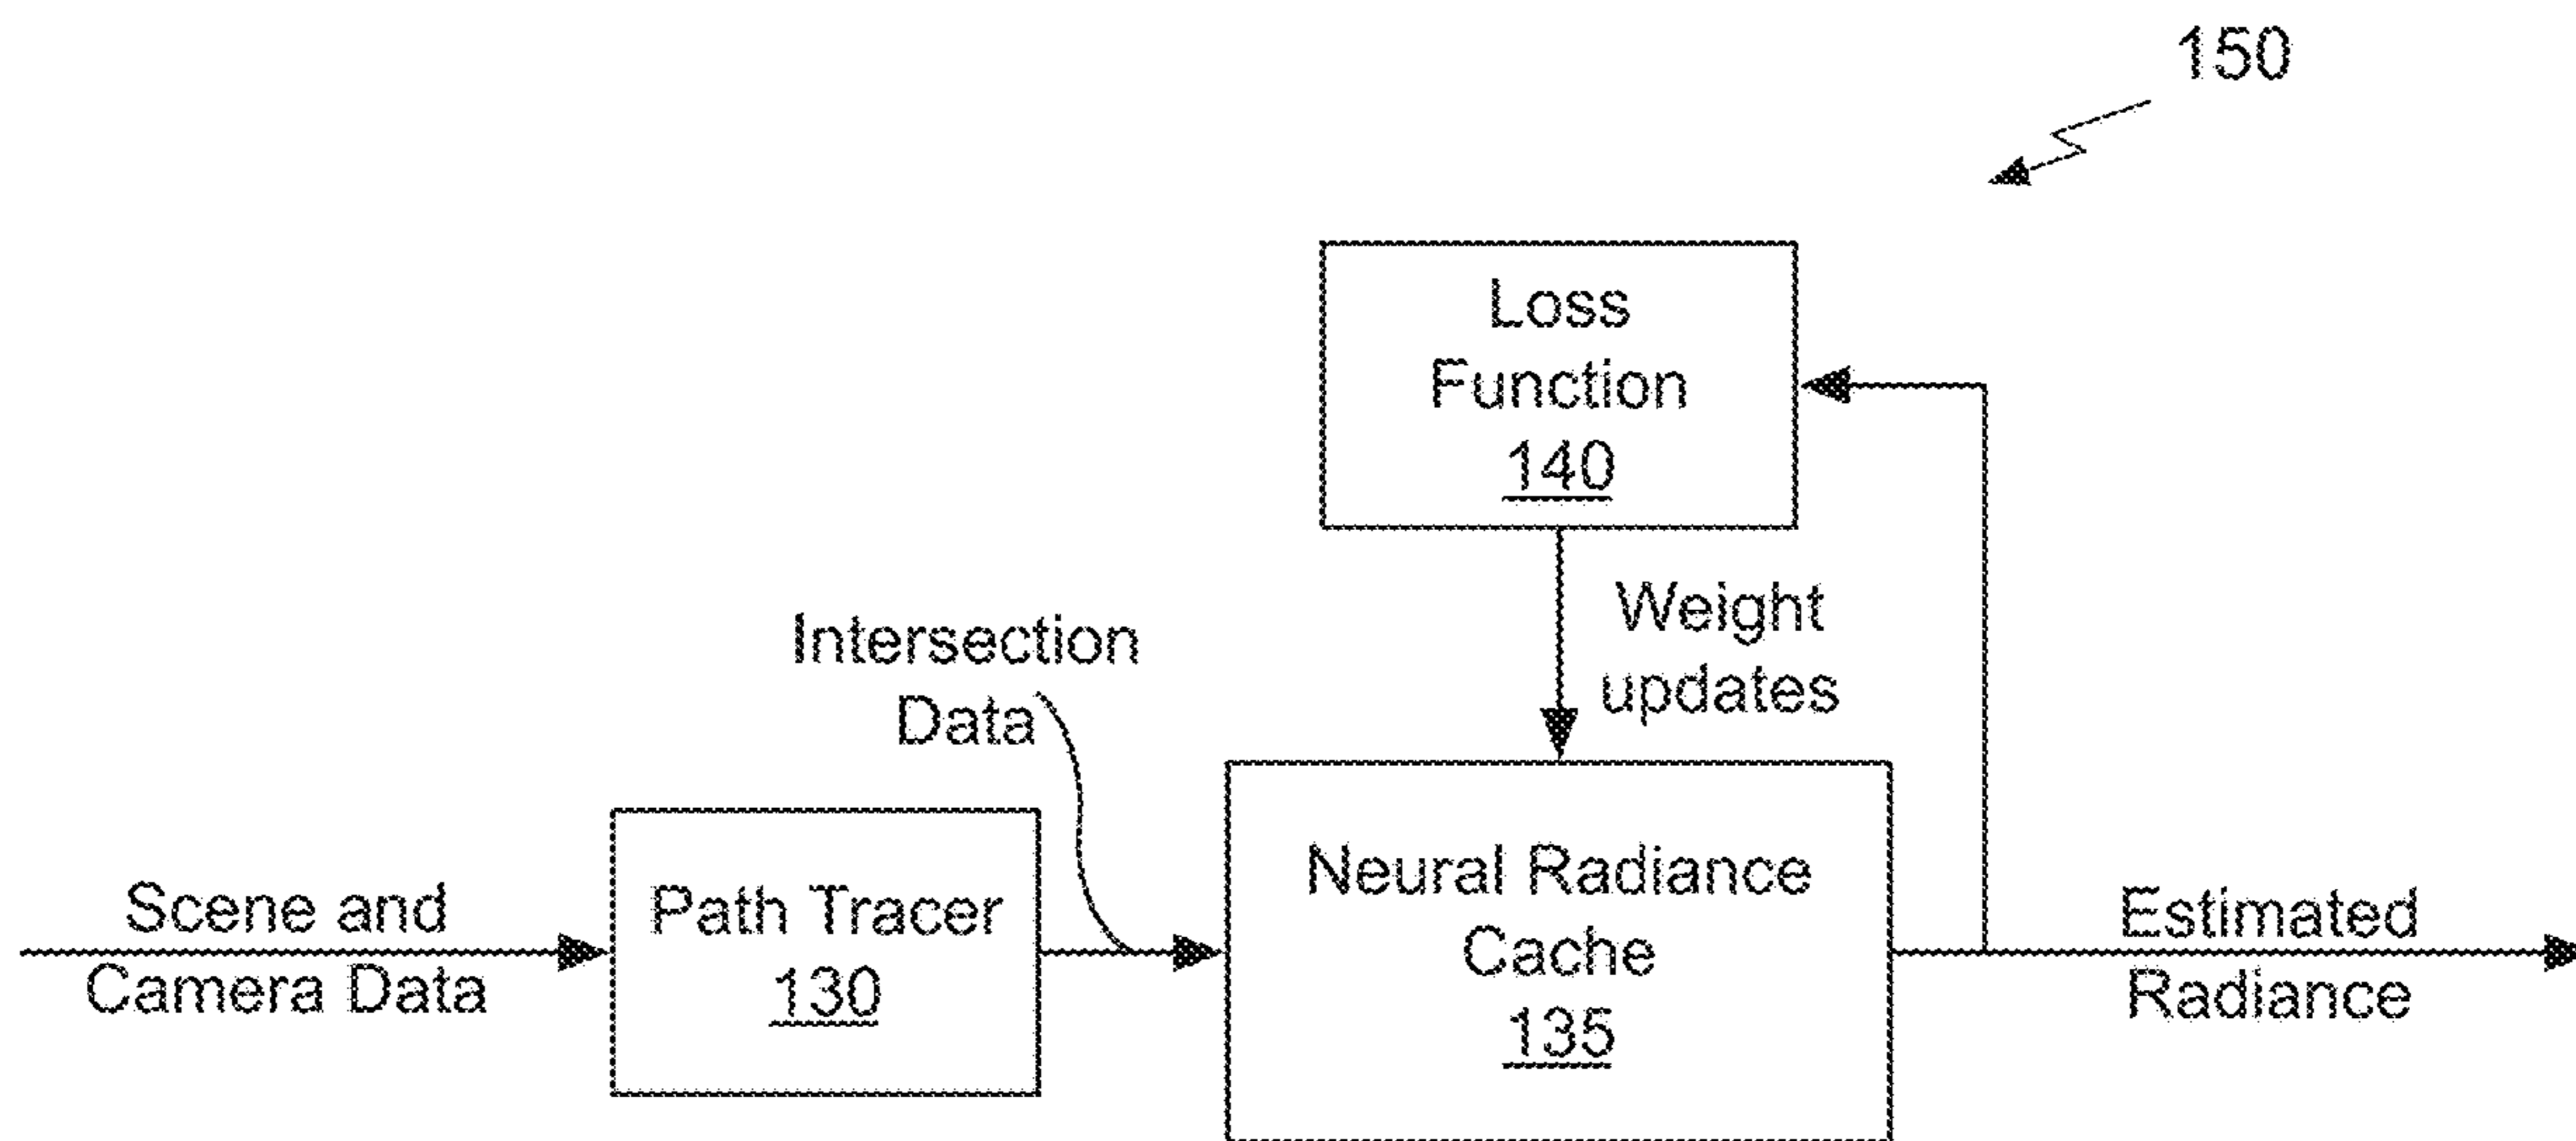 150
Loss
Function
140
Weight
updates
Intersection
Data
Scene and
Camera Data
Path Tracer
130
Neural Radiance
Cache
135
Estimated
Radiance